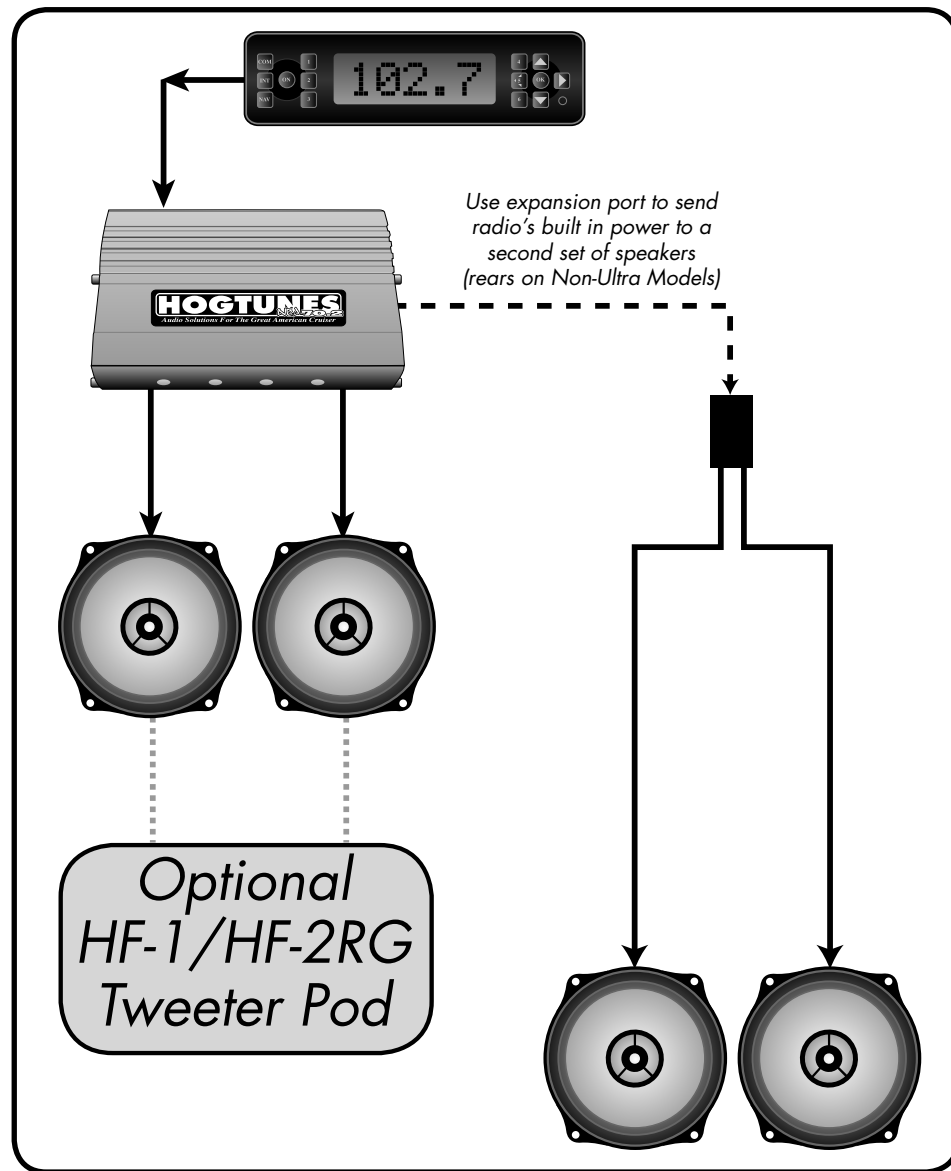 COM
1
INT
ON
2
NAV
3
102.7
4
OK
6
Use expansion port to send
radio's built in power to a
second set of speakers
(rears on Non-Ultra Models)
HOGTUNES
Audio Solutions For The Great American Cruiser
Optional
HF-1/HF-2RG
Tweeter Pod